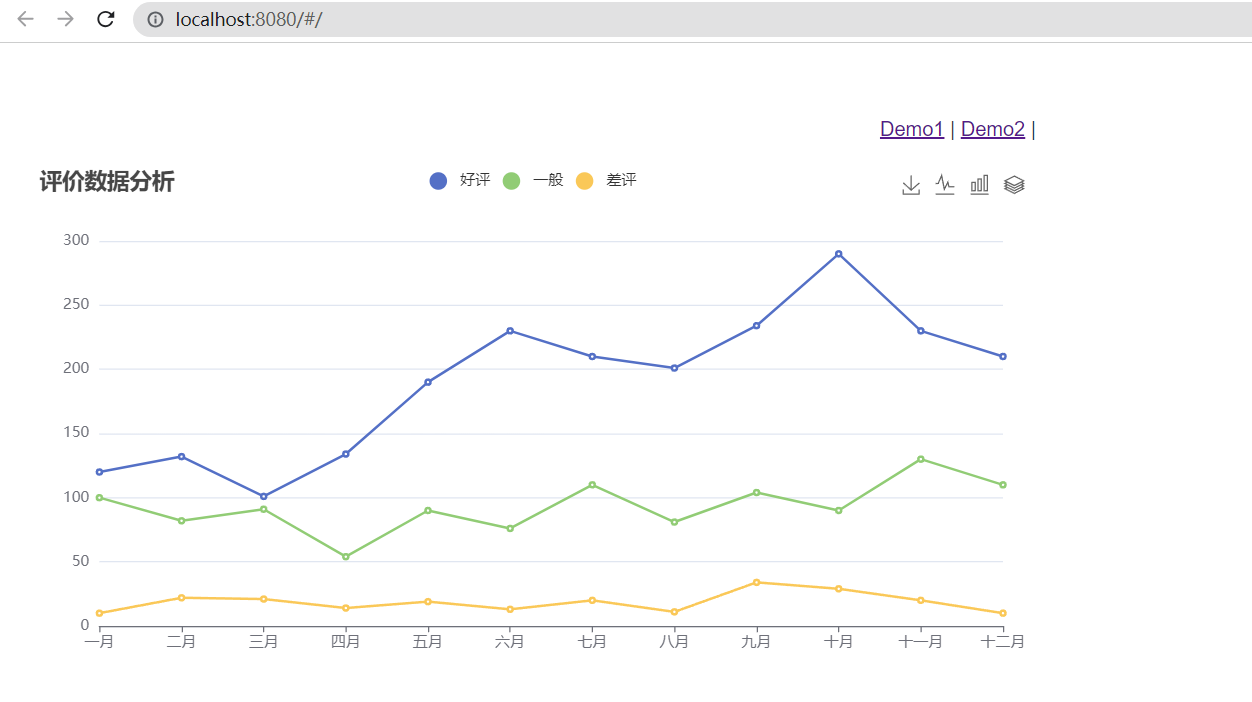 localhost:8080/#/
Demo1 | Demo2 |
评价数据分析
好评 一般 差评
300
250
200
150
100
50
0
一月 二月 三月 四月 五月 六月 七月 八月 九月 十月 十一月 十二月